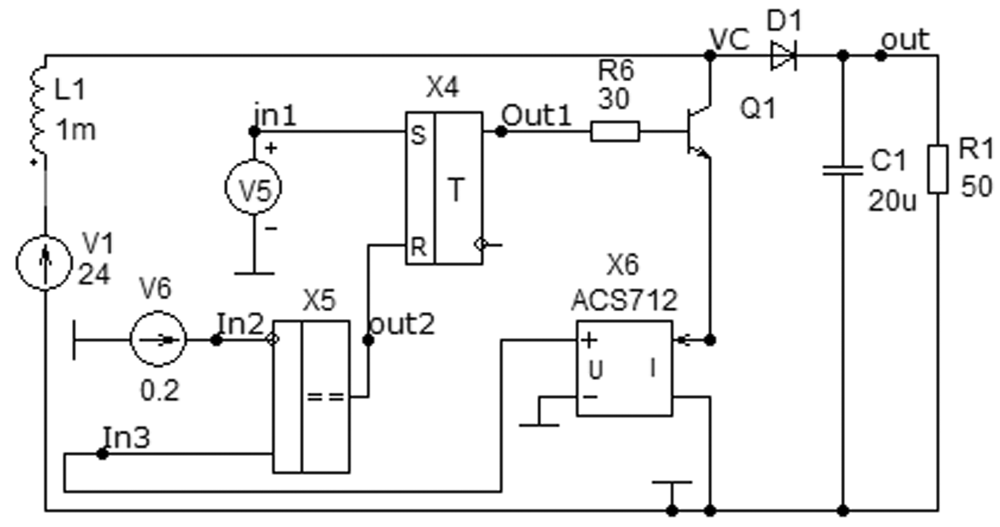 D1
VC
out
R6
30
L1
1m
X4
in1
Out1
Q1
S
+
V5
T
C1
20u
R1
50
−
R
V1
24
X6
ACS712
V6
X5
In2
out2
+
U
I
−
0.2
==
In3